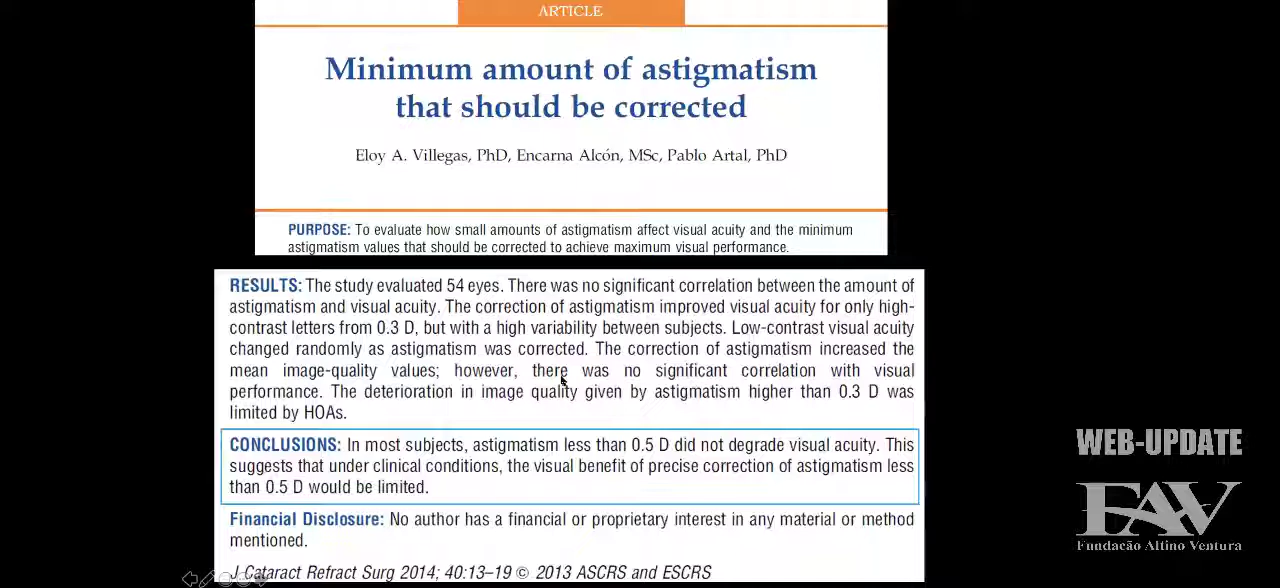 ARTICLE
Minimum amount of astigmatism
that should be corrected
Eloy A. Villegas, PhD, Encarna Alcón, MSc, Pablo Artal, PhD
PURPOSE: To evaluate how small amounts of astigmatism affect visual acuity and the minimum
astigmatism values that should be corrected to achieve maximum visual performance.
RESULTS: The study evaluated 54 eyes. There was no significant correlation between the amount of
astigmatism and visual acuity. The correction of astigmatism improved visual acuity for only high-
contrast letters from 0.3 D, but with a high variability between subjects. Low-contrast visual acuity
changed randomly as astigmatism was corrected. The correction of astigmatism increased the
mean image-quality values; however, there was no significant correlation with visual
performance. The deterioration in image quality given by astigmatism higher than 0.3 D was
limited by HOAs.
CONCLUSIONS: In most subjects, astigmatism less than 0.5 D did not degrade visual acuity. This
suggests that under clinical conditions, the visual benefit of precise correction of astigmatism less
than 0.5 D would be limited.
Financial Disclosure: No author has a financial or proprietary interest in any material or method
mentioned.
J Cataract Refract Surg 2014; 40:13–19 © 2013 ASCRS and ESCRS
WEB-UPDATE
FAV
Fundação Altino Ventura